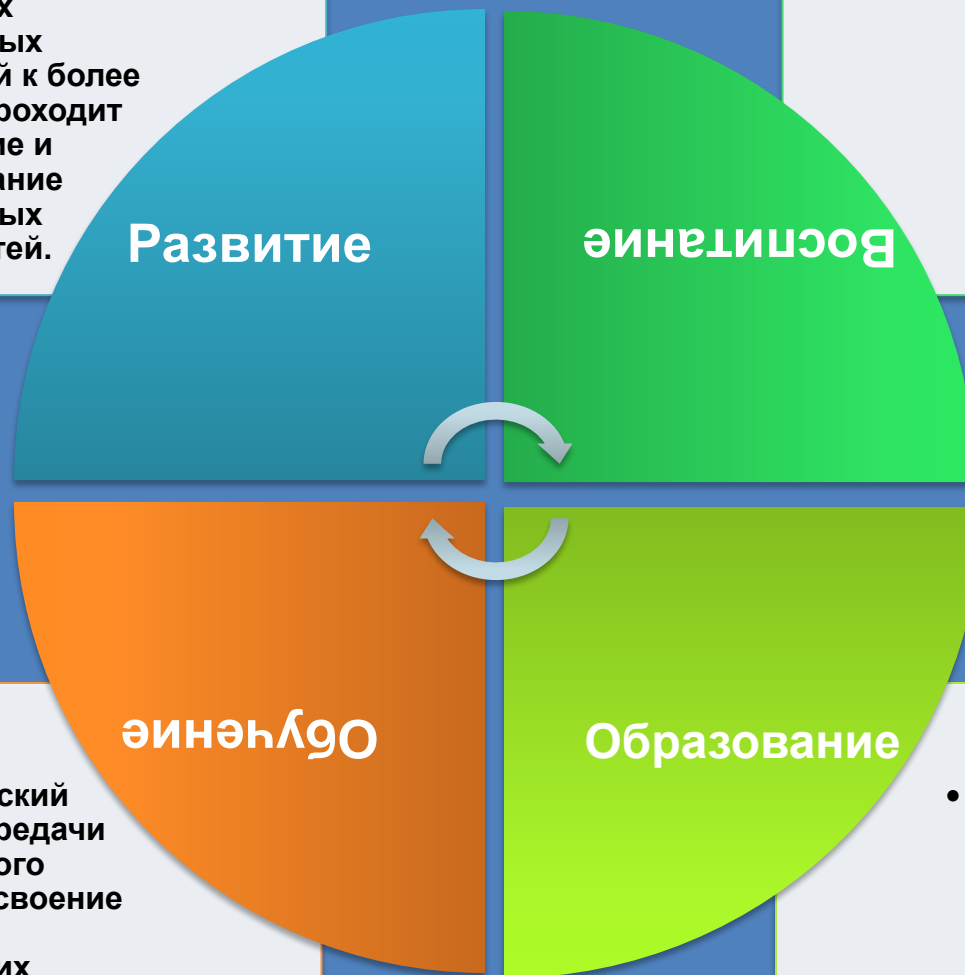 х
ых
й к более
роходит
ие и
ание
ых
тей.
Развитие
Воспитание
Обучение
Образование
ский
редачи
ого
своение
их
•